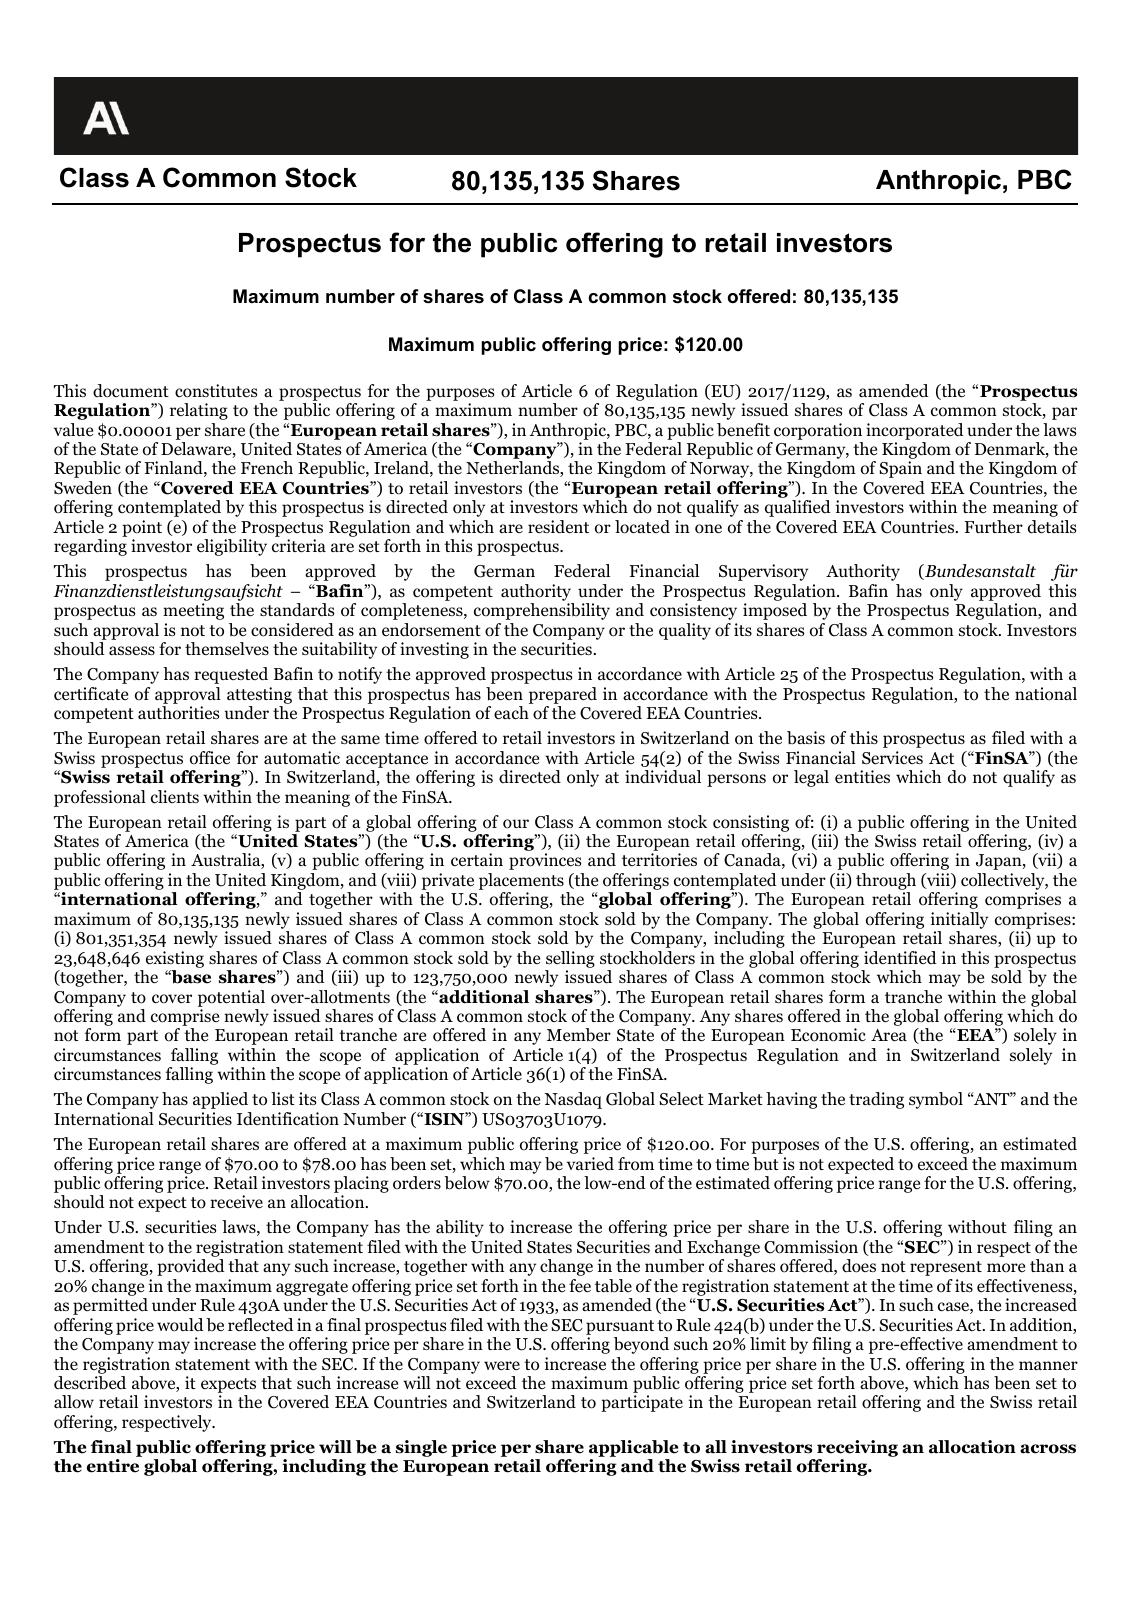 Class A Common Stock 80,135,135 Shares Anthropic, PBC
Prospectus for the public offering to retail investors
Maximum number of shares of Class A common stock offered: 80,135,135
Maximum public offering price: $120.00
This document constitutes a prospectus for the purposes of Article 6 of Regulation (EU) 2017/1129, as amended (the “Prospectus
Regulation”) relating to the public offering of a maximum number of 80,135,135 newly issued shares of Class A common stock, par
value $0.00001 per share (the “European retail shares”), in Anthropic, PBC, a public benefit corporation incorporated under the laws
of the State of Delaware, United States of America (the “Company”), in the Federal Republic of Germany, the Kingdom of Denmark, the
Republic of Finland, the French Republic, Ireland, the Netherlands, the Kingdom of Norway, the Kingdom of Spain and the Kingdom of
Sweden (the “Covered EEA Countries”) to retail investors (the “European retail offering”). In the Covered EEA Countries, the
offering contemplated by this prospectus is directed only at investors which do not qualify as qualified investors within the meaning of
Article 2 point (e) of the Prospectus Regulation and which are resident or located in one of the Covered EEA Countries. Further details
regarding investor eligibility criteria are set forth in this prospectus.
This prospectus has been approved by the German Federal Financial Supervisory Authority (Bundesanstalt für
Finanzdienstleistungsaufsicht – “Bafin”), as competent authority under the Prospectus Regulation. Bafin has only approved this
prospectus as meeting the standards of completeness, comprehensibility and consistency imposed by the Prospectus Regulation, and
such approval is not to be considered as an endorsement of the Company or the quality of its shares of Class A common stock. Investors
should assess for themselves the suitability of investing in the securities.
The Company has requested Bafin to notify the approved prospectus in accordance with Article 25 of the Prospectus Regulation, with a
certificate of approval attesting that this prospectus has been prepared in accordance with the Prospectus Regulation, to the national
competent authorities under the Prospectus Regulation of each of the Covered EEA Countries.
The European retail shares are at the same time offered to retail investors in Switzerland on the basis of this prospectus as filed with a
Swiss prospectus office for automatic acceptance in accordance with Article 54(2) of the Swiss Financial Services Act (“FinSA”) (the
“Swiss retail offering”). In Switzerland, the offering is directed only at individual persons or legal entities which do not qualify as
professional clients within the meaning of the FinSA.
The European retail offering is part of a global offering of our Class A common stock consisting of: (i) a public offering in the United
States of America (the “United States”) (the “U.S. offering”), (ii) the European retail offering, (iii) the Swiss retail offering, (iv) a
public offering in Australia, (v) a public offering in certain provinces and territories of Canada, (vi) a public offering in Japan, (vii) a
public offering in the United Kingdom, and (viii) private placements (the offerings contemplated under (ii) through (viii) collectively, the
“international offering,” and together with the U.S. offering, the “global offering”). The European retail offering comprises a
maximum of 80,135,135 newly issued shares of Class A common stock sold by the Company. The global offering initially comprises:
(i) 801,351,354 newly issued shares of Class A common stock sold by the Company, including the European retail shares, (ii) up to
23,648,646 existing shares of Class A common stock sold by the selling stockholders in the global offering identified in this prospectus
(together, the “base shares”) and (iii) up to 123,750,000 newly issued shares of Class A common stock which may be sold by the
Company to cover potential over-allotments (the “additional shares”). The European retail shares form a tranche within the global
offering and comprise newly issued shares of Class A common stock of the Company. Any shares offered in the global offering which do
not form part of the European retail tranche are offered in any Member State of the European Economic Area (the “EEA”) solely in
circumstances falling within the scope of application of Article 1(4) of the Prospectus Regulation and in Switzerland solely in
circumstances falling within the scope of application of Article 36(1) of the FinSA.
The Company has applied to list its Class A common stock on the Nasdaq Global Select Market having the trading symbol “ANT” and the
International Securities Identification Number (“ISIN”) US03703U1079.
The European retail shares are offered at a maximum public offering price of $120.00. For purposes of the U.S. offering, an estimated
offering price range of $70.00 to $78.00 has been set, which may be varied from time to time but is not expected to exceed the maximum
public offering price. Retail investors placing orders below $70.00, the low-end of the estimated offering price range for the U.S. offering,
should not expect to receive an allocation.
Under U.S. securities laws, the Company has the ability to increase the offering price per share in the U.S. offering without filing an
amendment to the registration statement filed with the United States Securities and Exchange Commission (the “SEC”) in respect of the
U.S. offering, provided that any such increase, together with any change in the number of shares offered, does not represent more than a
20% change in the maximum aggregate offering price set forth in the fee table of the registration statement at the time of its effectiveness,
as permitted under Rule 430A under the U.S. Securities Act of 1933, as amended (the “U.S. Securities Act”). In such case, the increased
offering price would be reflected in a final prospectus filed with the SEC pursuant to Rule 424(b) under the U.S. Securities Act. In addition,
the Company may increase the offering price per share in the U.S. offering beyond such 20% limit by filing a pre-effective amendment to
the registration statement with the SEC. If the Company were to increase the offering price per share in the U.S. offering in the manner
described above, it expects that such increase will not exceed the maximum public offering price set forth above, which has been set to
allow retail investors in the Covered EEA Countries and Switzerland to participate in the European retail offering and the Swiss retail
offering, respectively.
The final public offering price will be a single price per share applicable to all investors receiving an allocation across
the entire global offering, including the European retail offering and the Swiss retail offering.